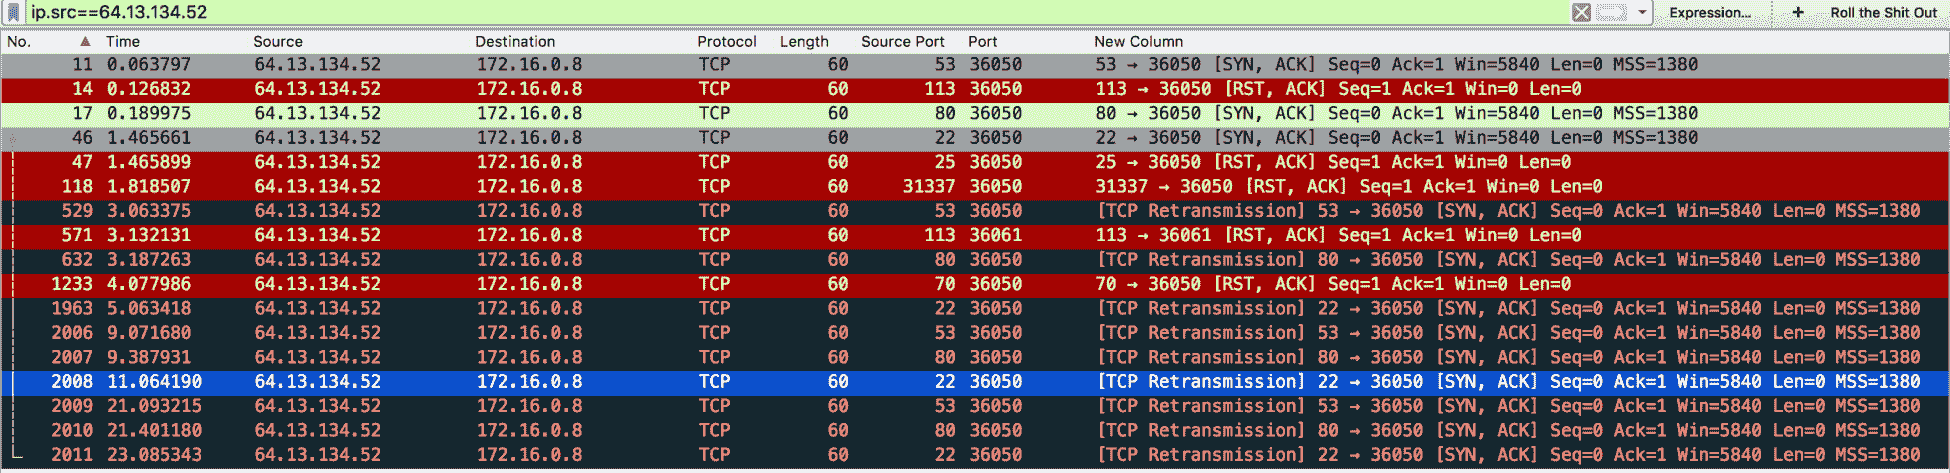 ip.src==64.13.134.52 Expression... + Roll the Shit Out
No. Time Source Destination Protocol Length Source Port Port New Column
11 0.063797 64.13.134.52 172.16.0.8 TCP 60 53 36050 53 → 36050 [SYN, ACK] Seq=0 Ack=1 Win=5840 Len=0 MSS=1380
14 0.126832 64.13.134.52 172.16.0.8 TCP 60 113 36050 113 → 36050 [RST, ACK] Seq=1 Ack=1 Win=0 Len=0
17 0.189975 64.13.134.52 172.16.0.8 TCP 60 80 36050 80 → 36050 [SYN, ACK] Seq=0 Ack=1 Win=5840 Len=0 MSS=1380
46 1.465661 64.13.134.52 172.16.0.8 TCP 60 22 36050 22 → 36050 [SYN, ACK] Seq=0 Ack=1 Win=5840 Len=0 MSS=1380
47 1.465899 64.13.134.52 172.16.0.8 TCP 60 25 36050 25 → 36050 [RST, ACK] Seq=1 Ack=1 Win=0 Len=0
118 1.818507 64.13.134.52 172.16.0.8 TCP 60 31337 36050 31337 → 36050 [RST, ACK] Seq=1 Ack=1 Win=0 Len=0
529 3.063375 64.13.134.52 172.16.0.8 TCP 60 53 36050 [TCP Retransmission] 53 → 36050 [SYN, ACK] Seq=0 Ack=1 Win=5840 Len=0 MSS=1380
571 3.132131 64.13.134.52 172.16.0.8 TCP 60 113 36061 113 → 36061 [RST, ACK] Seq=1 Ack=1 Win=0 Len=0
632 3.187263 64.13.134.52 172.16.0.8 TCP 60 80 36050 [TCP Retransmission] 80 → 36050 [SYN, ACK] Seq=0 Ack=1 Win=5840 Len=0 MSS=1380
1233 4.077986 64.13.134.52 172.16.0.8 TCP 60 70 36050 70 → 36050 [RST, ACK] Seq=1 Ack=1 Win=0 Len=0
1963 5.063418 64.13.134.52 172.16.0.8 TCP 60 22 36050 [TCP Retransmission] 22 → 36050 [SYN, ACK] Seq=0 Ack=1 Win=5840 Len=0 MSS=1380
2006 9.071680 64.13.134.52 172.16.0.8 TCP 60 53 36050 [TCP Retransmission] 53 → 36050 [SYN, ACK] Seq=0 Ack=1 Win=5840 Len=0 MSS=1380
2007 9.387931 64.13.134.52 172.16.0.8 TCP 60 80 36050 [TCP Retransmission] 80 → 36050 [SYN, ACK] Seq=0 Ack=1 Win=5840 Len=0 MSS=1380
2008 11.064190 64.13.134.52 172.16.0.8 TCP 60 22 36050 [TCP Retransmission] 22 → 36050 [SYN, ACK] Seq=0 Ack=1 Win=5840 Len=0 MSS=1380
2009 21.093215 64.13.134.52 172.16.0.8 TCP 60 53 36050 [TCP Retransmission] 53 → 36050 [SYN, ACK] Seq=0 Ack=1 Win=5840 Len=0 MSS=1380
2010 21.401180 64.13.134.52 172.16.0.8 TCP 60 80 36050 [TCP Retransmission] 80 → 36050 [SYN, ACK] Seq=0 Ack=1 Win=5840 Len=0 MSS=1380
2011 23.085343 64.13.134.52 172.16.0.8 TCP 60 22 36050 [TCP Retransmission] 22 → 36050 [SYN, ACK] Seq=0 Ack=1 Win=5840 Len=0 MSS=1380